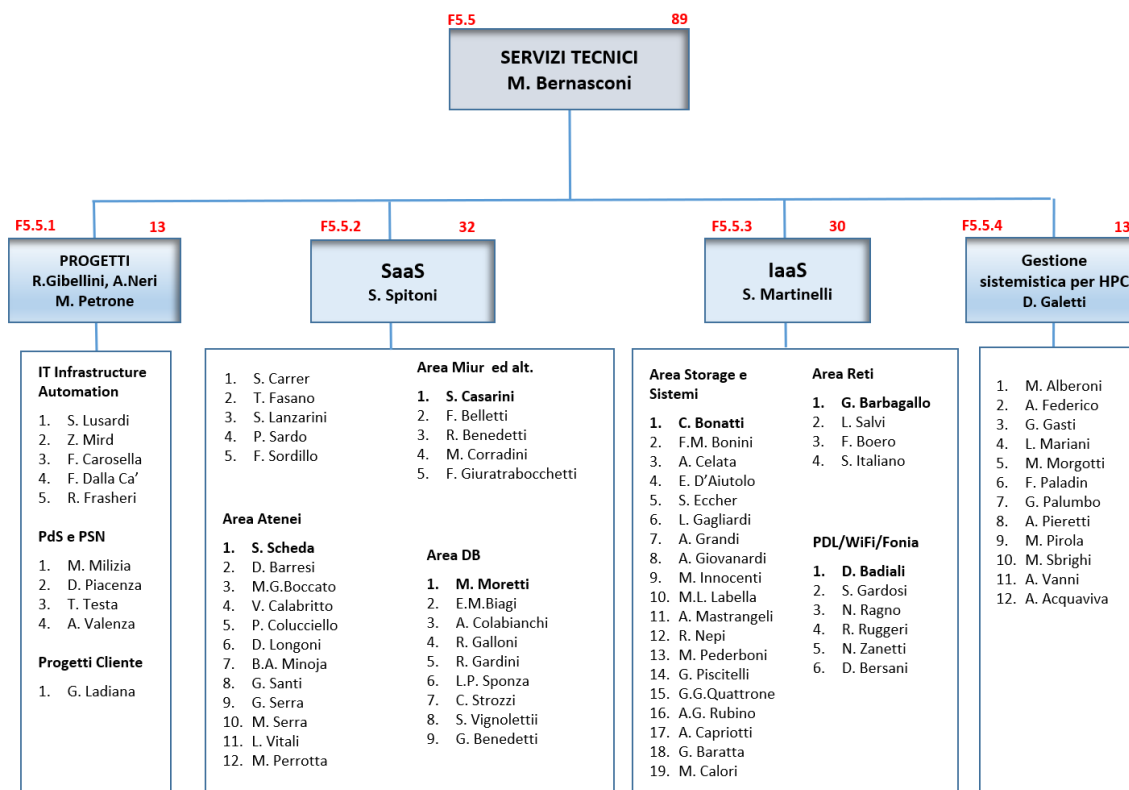 F5.5 89
SERVIZI TECNICI
M. Bernasconi
F5.5.1 13
PROGETTI
R.Gibellini, A.Neri
M. Petrone
F5.5.2 32
SaaS
S. Spitoni
F5.5.3 30
IaaS
S. Martinelli
F5.5.4 13
Gestione
sistemistica per HPC
D. Galetti
IT Infrastructure
Automation
1. S. Lusardi
2. Z. Mird
3. F. Carosella
4. F. Dalla Ca’
5. R. Frasheri
PdS e PSN
1. M. Milizia
2. D. Piacenza
3. T. Testa
4. A. Valenza
Progetti Cliente
1. G. Ladiana
1. S. Carrer
2. T. Fasano
3. S. Lanzarini
4. P. Sardo
5. F. Sordillo
Area Atenei
1. S. Scheda
2. D. Barresi
3. M.G.Boccato
4. V. Calabritto
5. P. Colucciello
6. D. Longoni
7. B.A. Minoja
8. G. Santi
9. G. Serra
10. M. Serra
11. L. Vitali
12. M. Perrotta
Area Miur ed alt.
1. S. Casarini
2. F. Belletti
3. R. Benedetti
4. M. Corradini
5. F. Giuratrabocchetti
Area DB
1. M. Moretti
2. E.M.Biagi
3. A. Colabianchi
4. R. Galloni
5. R. Gardini
6. L.P. Sponza
7. C. Strozzi
8. S. Vignolettii
9. G. Benedetti
Area Storage e
Sistemi
1. C. Bonatti
2. F.M. Bonini
3. A. Celata
4. E. D’Aiutolo
5. S. Eccher
6. L. Gagliardi
7. A. Grandi
8. A. Giovanardi
9. M. Innocenti
10. M.L. Labella
11. A. Mastrangeli
12. R. Nepi
13. M. Pederboni
14. G. Piscitelli
15. G.G.Quattrone
16. A.G. Rubino
17. A. Capriotti
18. G. Baratta
19. M. Calori
Area Reti
1. G. Barbagallo
2. L. Salvi
3. F. Boero
4. S. Italiano
PDL/WiFi/Fonia
1. D. Badiali
2. S. Gardosi
3. N. Ragno
4. R. Ruggeri
5. N. Zanetti
6. D. Bersani
1. M. Alberoni
2. A. Federico
3. G. Gasti
4. L. Mariani
5. M. Morgotti
6. F. Paladin
7. G. Palumbo
8. A. Pieretti
9. M. Pirola
10. M. Sbrighi
11. A. Vanni
12. A. Acquaviva